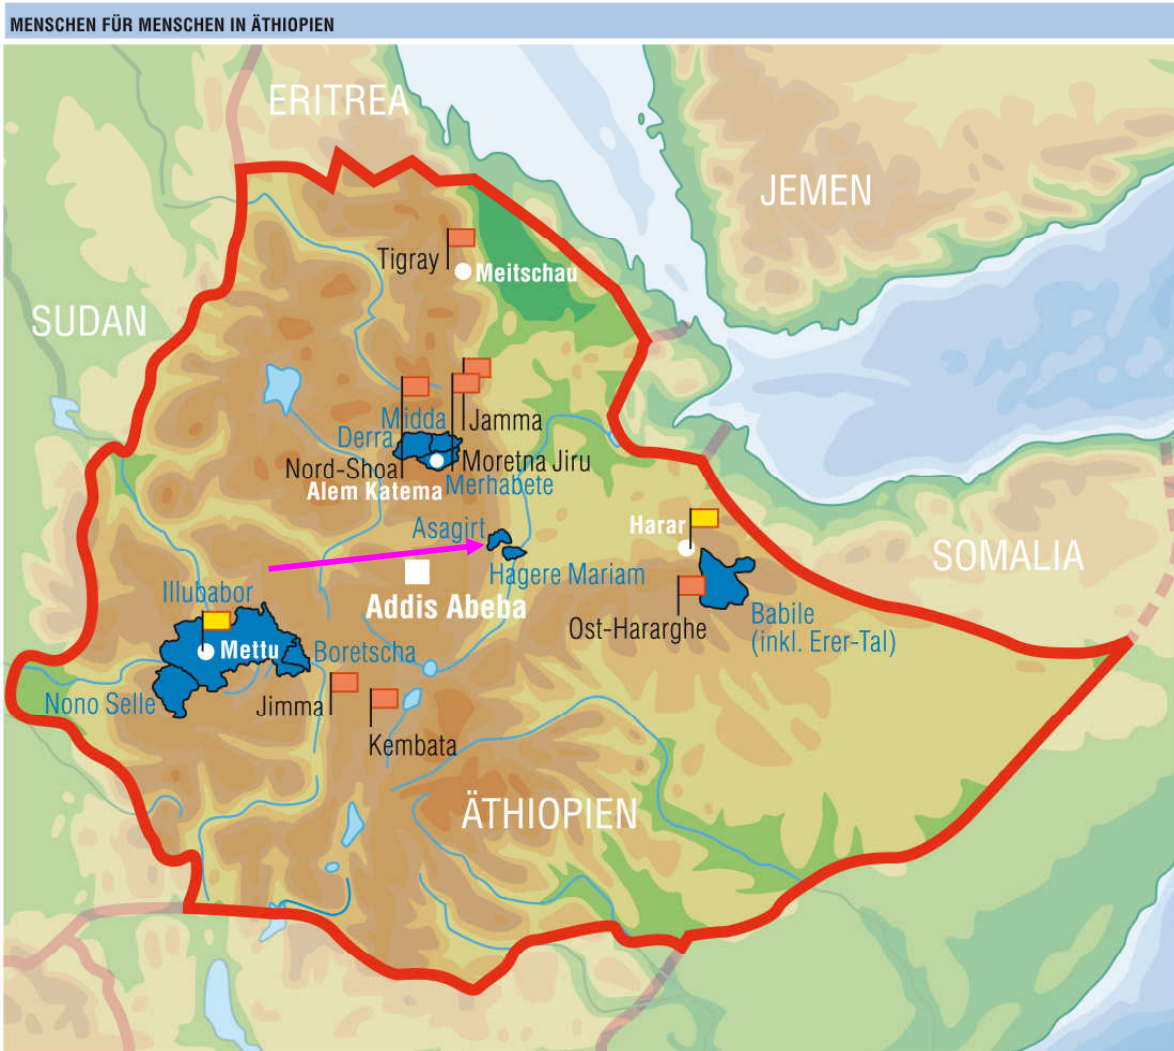 MENSCHEN FÜR MENSCHEN IN ÄTHIOPIEN
ERITREA
JEMEN
Tigray
Meitschau
SUDAN
Midda
Jamma
Derra
Nord-Shoa
Moretna Jiru
Alem Katema
Merhabete
Asagirt
Harar
SOMALIA
Hagere Mariam
Illubabor
Addis Abeba
Ost-Hararghe
Babile
(inkl. Erer-Tal)
Mettu
Boretscha
Nono Selle
Jimma
Kembata
ÄTHIOPIEN